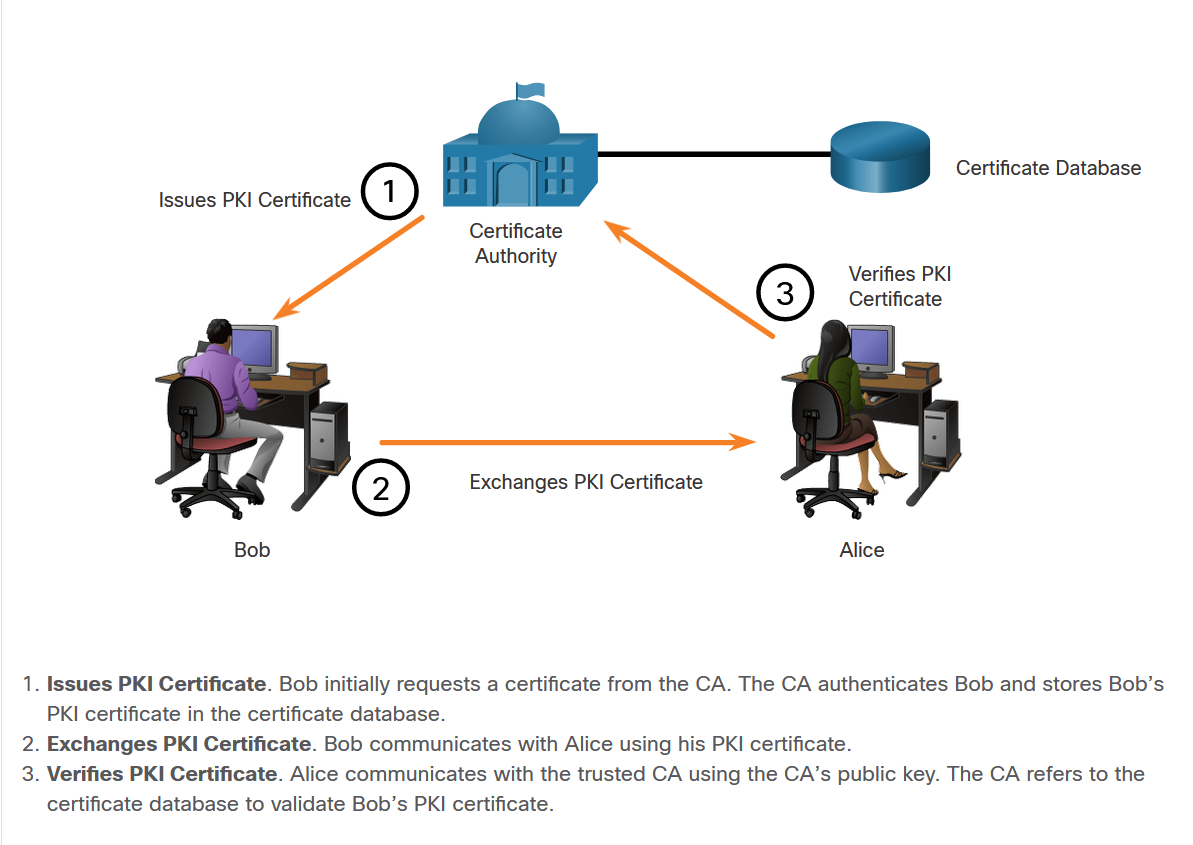 Issues PKI Certificate
1
Certificate
Authority
Certificate Database
3
Verifies PKI
Certificate
2
Exchanges PKI Certificate
Bob
Alice
1. Issues PKI Certificate. Bob initially requests a certificate from the CA. The CA authenticates Bob and stores Bob’s
PKI certificate in the certificate database.
2. Exchanges PKI Certificate. Bob communicates with Alice using his PKI certificate.
3. Verifies PKI Certificate. Alice communicates with the trusted CA using the CA’s public key. The CA refers to the
certificate database to validate Bob’s PKI certificate.